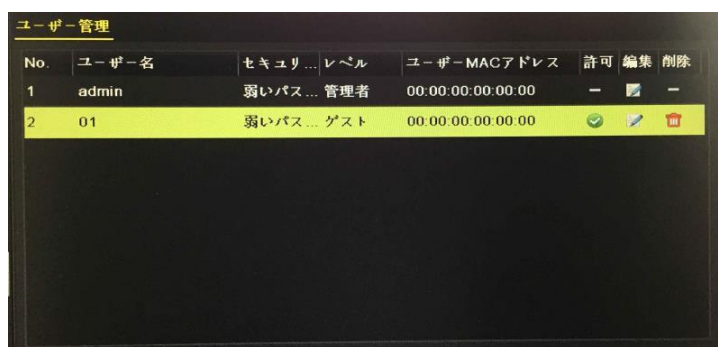 ユーザー管理
No. ユーザー名 セキュリ... レベル ユーザーMACアドレス 許可 編集 削除
1 admin 弱いパス... 管理者 00:00:00:00:00:00 –
2 01 弱いパス... ゲスト 00:00:00:00:00:00